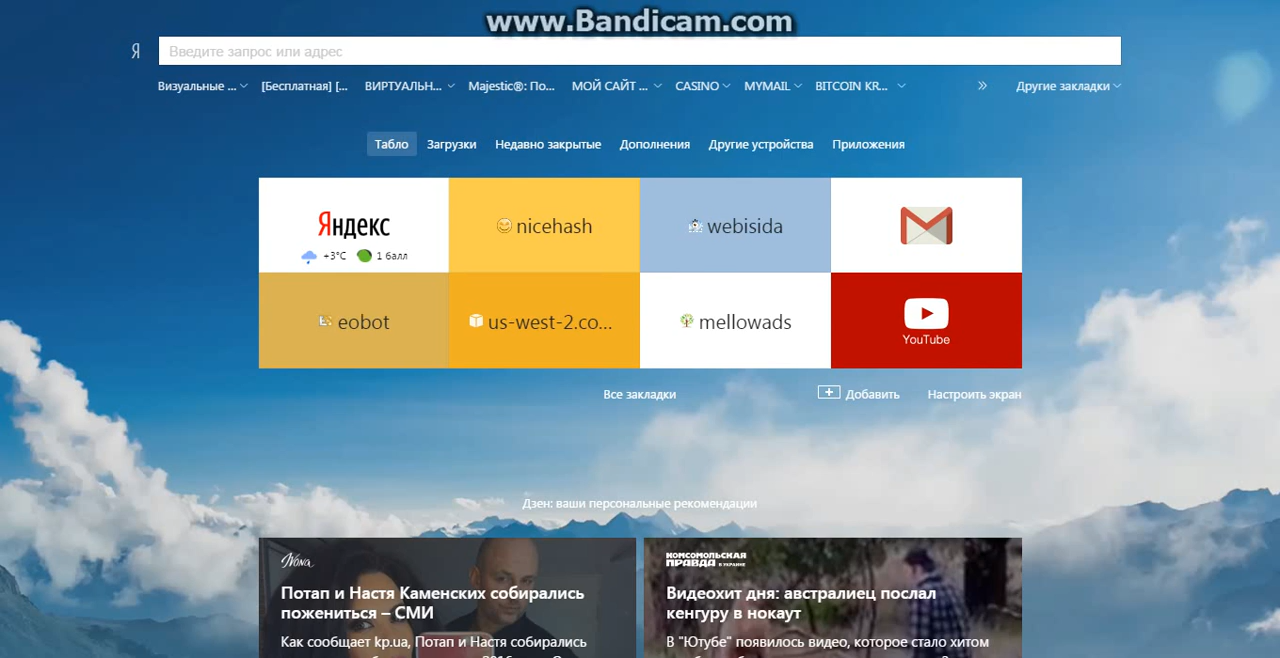 www.Bandicam.com
Я
Введите запрос или адрес
Визуальные ...
[Бесплатная] [...
ВИРТУАЛЬН...
Majestic®: По...
МОЙ САЙТ ...
CASINO
MYMAIL
BITCOIN KR...
»
Другие закладки
Табло
Загрузки
Недавно закрытые
Дополнения
Другие устройства
Приложения
Яндекс
+3°C
1 балл
nicehash
webisida
eobot
us-west-2.co...
mellowads
YouTube
Все закладки
Добавить
Настроить экран
Дзен: ваши персональные рекомендации
Nona
Потап и Настя Каменских собирались
пожениться – СМИ
Как сообщает kp.ua, Потап и Настя собирались
КОМСОМОЛЬСКАЯ
ПРАВДА В УКРАИНЕ
Видеохит дня: австралиец послал
кенгуру в нокаут
В "Ютубе" появилось видео, которое стало хитом